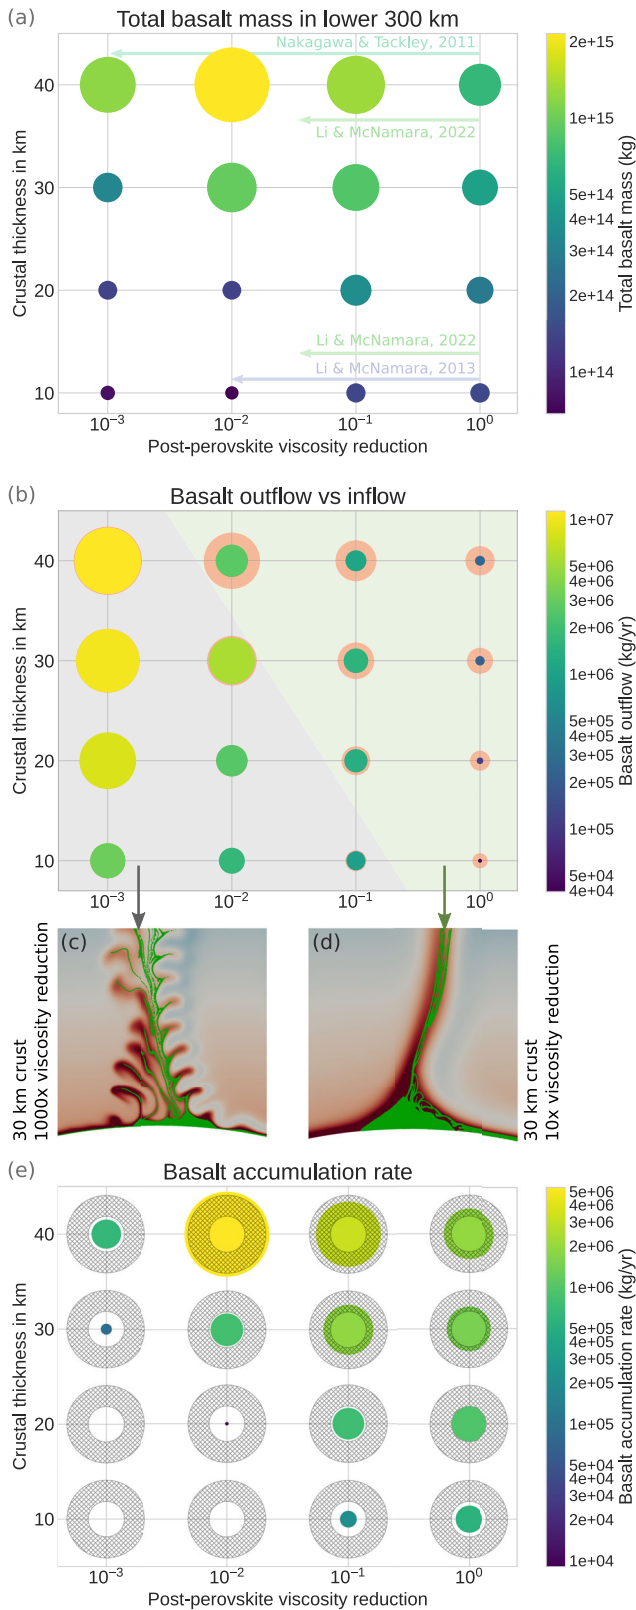 (a)
Total basalt mass in lower 300 km
Nakagawa & Tackley, 2011
Li & McNamara, 2022
Li & McNamara, 2022
Li & McNamara, 2013
40
30
20
10
Crustal thickness in km
10⁻³ 10⁻² 10⁻¹ 10⁰
Post-perovskite viscosity reduction
2e+15
1e+15
5e+14
4e+14
3e+14
2e+14
1e+14
Total basalt mass (kg)
(b)
Basalt outflow vs inflow
40
30
20
10
Crustal thickness in km
10⁻³ 10⁻² 10⁻¹ 10⁰
1e+07
5e+06
4e+06
3e+06
2e+06
1e+06
5e+05
4e+05
3e+05
2e+05
1e+05
5e+04
4e+04
Basalt outflow (kg/yr)
(c)
30 km crust
1000x viscosity reduction
(d)
30 km crust
10x viscosity reduction
(e)
Basalt accumulation rate
40
30
20
10
Crustal thickness in km
10⁻³ 10⁻² 10⁻¹ 10⁰
Post-perovskite viscosity reduction
5e+06
4e+06
3e+06
2e+06
1e+06
5e+05
4e+05
3e+05
2e+05
1e+05
5e+04
4e+04
3e+04
2e+04
1e+04
Basalt accumulation rate (kg/yr)